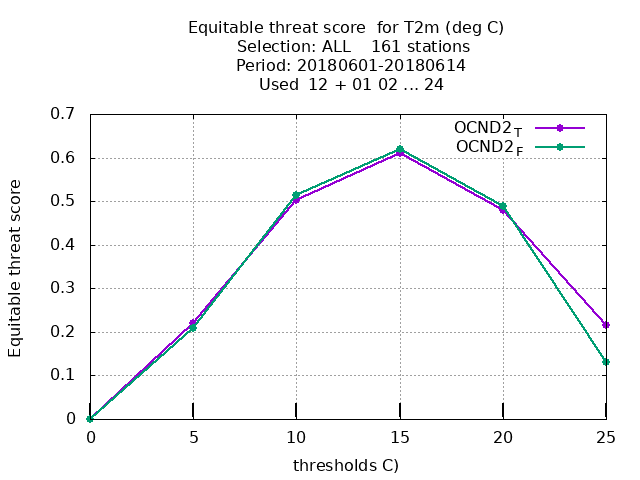 Equitable threat score  for T2m (deg C)
Selection: ALL    161 stations
Period: 20180601-20180614
Used  12 + 01 02 ... 24
OCND2T
OCND2F
0.7
0.6
0.5
0.4
0.3
0.2
0.1
0
Equitable threat score
0 5 10 15 20 25
thresholds C)